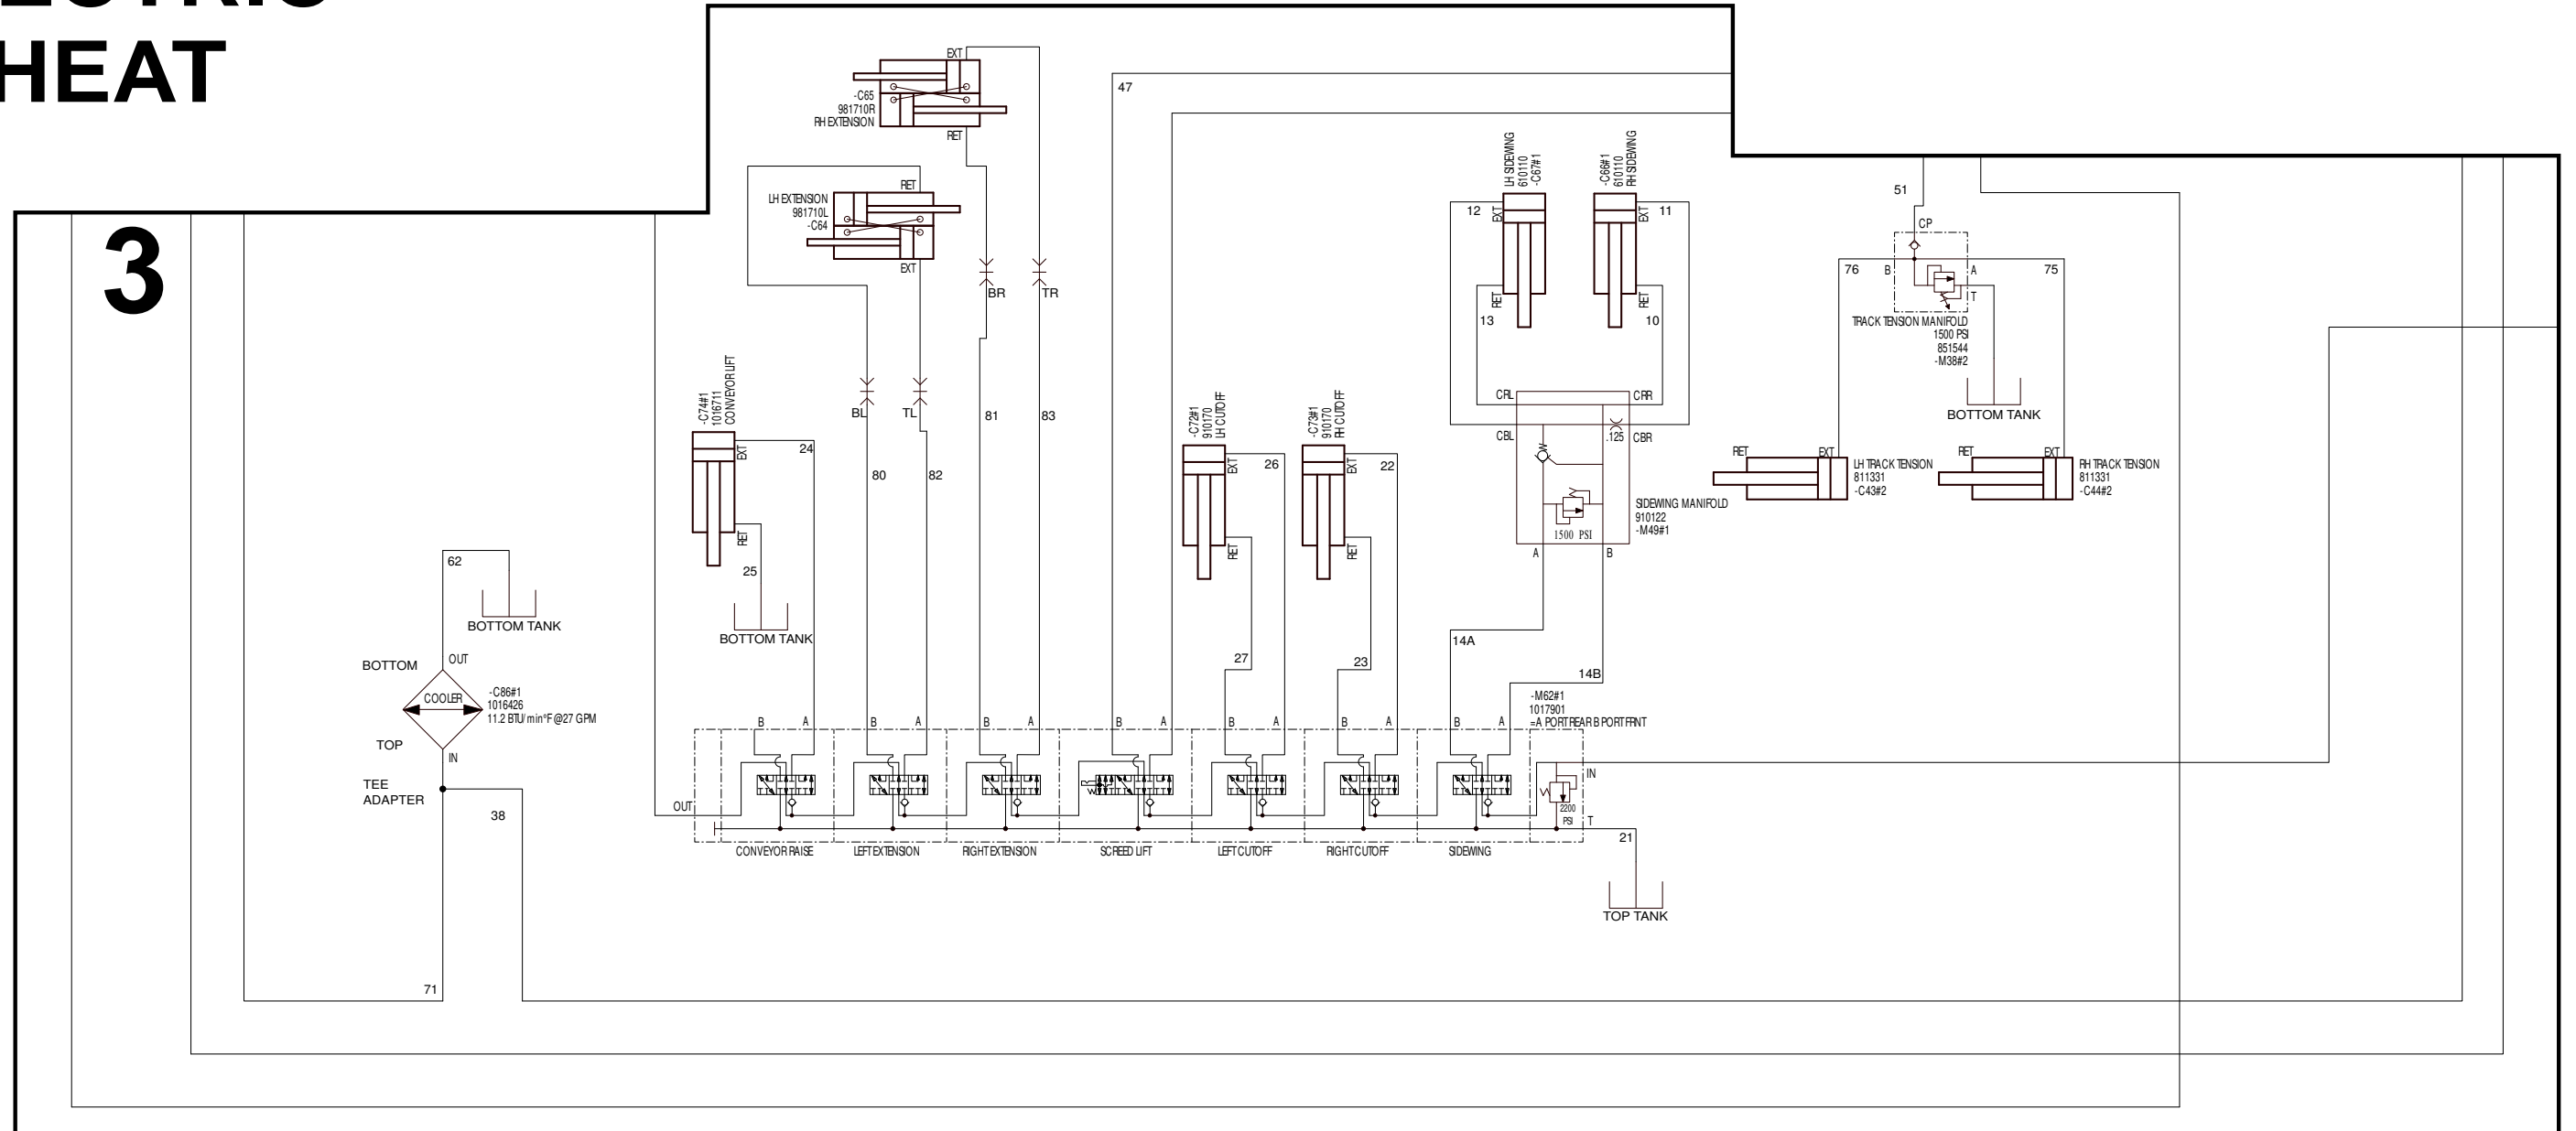 ECTRIC
HEAT
3
EXT
-C65
981710R
RH EXTENSION
RET
47
RET
LH EXTENSION
981710L
-C64
EXT
BR
TR
BL
TL
81
83
80
82
LH SIDEWING
610110
-C67#1
-C66#1
610110
RH SIDEWING
12
EXT
EXT
11
RET
13
RET
10
51
CP
76
B
A
75
T
TRACK TENSION MANIFOLD
1500 PSI
851544
-M38#2
BOTTOM TANK
RET
EXT
LH TRACK TENSION
811331
-C43#2
RET
EXT
RH TRACK TENSION
811331
-C44#2
-C74#1
1016711
CONVEYOR LIFT
EXT
24
RET
25
BOTTOM TANK
-C72#1
910170
LH CUTOFF
EXT
26
RET
27
-C73#1
910170
RH CUTOFF
EXT
22
RET
23
CRL
CRR
CBL
.125
CBR
SIDEWING MANIFOLD
910122
-M49#1
1500 PSI
A
B
14A
14B
62
BOTTOM TANK
BOTTOM
OUT
COOLER
-C86#1
1016426
11.2 BTU/min°F @27 GPM
TOP
IN
TEE
ADAPTER
38
71
-M62#1
1017901
=A PORT REAR B PORT FRNT
B A B A B A B A B A B A B A
OUT
IN
2200
PSI
T
21
CONVEYOR RAISE
LEFT EXTENSION
RIGHT EXTENSION
SCREED LIFT
LEFT CUTOFF
RIGHT CUTOFF
SIDEWING
TOP TANK